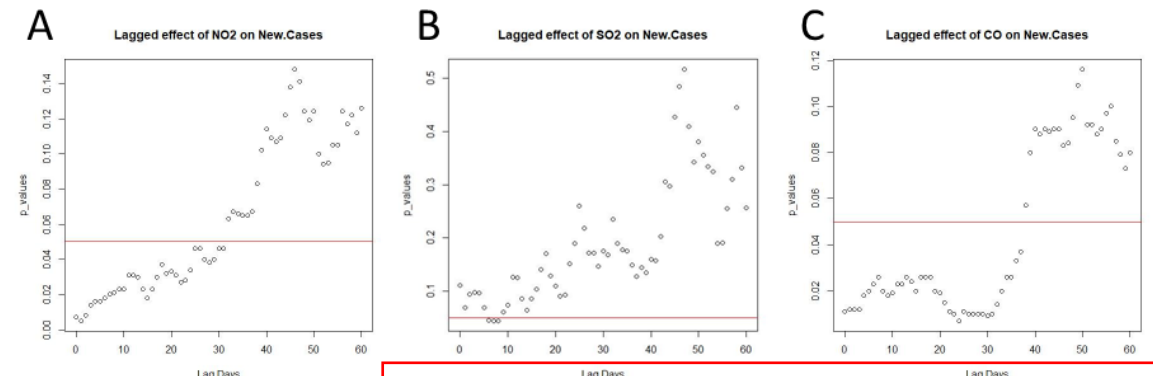 A
Lagged effect of NO2 on New.Cases
p_values
0.14
0.12
0.10
0.08
0.06
0.04
0.02
0.00
0 10 20 30 40 50 60
Lag Days
B
Lagged effect of SO2 on New.Cases
p_values
0.5
0.4
0.3
0.2
0.1
0 10 20 30 40 50 60
Lag Days
C
Lagged effect of CO on New.Cases
p_values
0.12
0.10
0.08
0.06
0.04
0.02
0 10 20 30 40 50 60
Lag Days